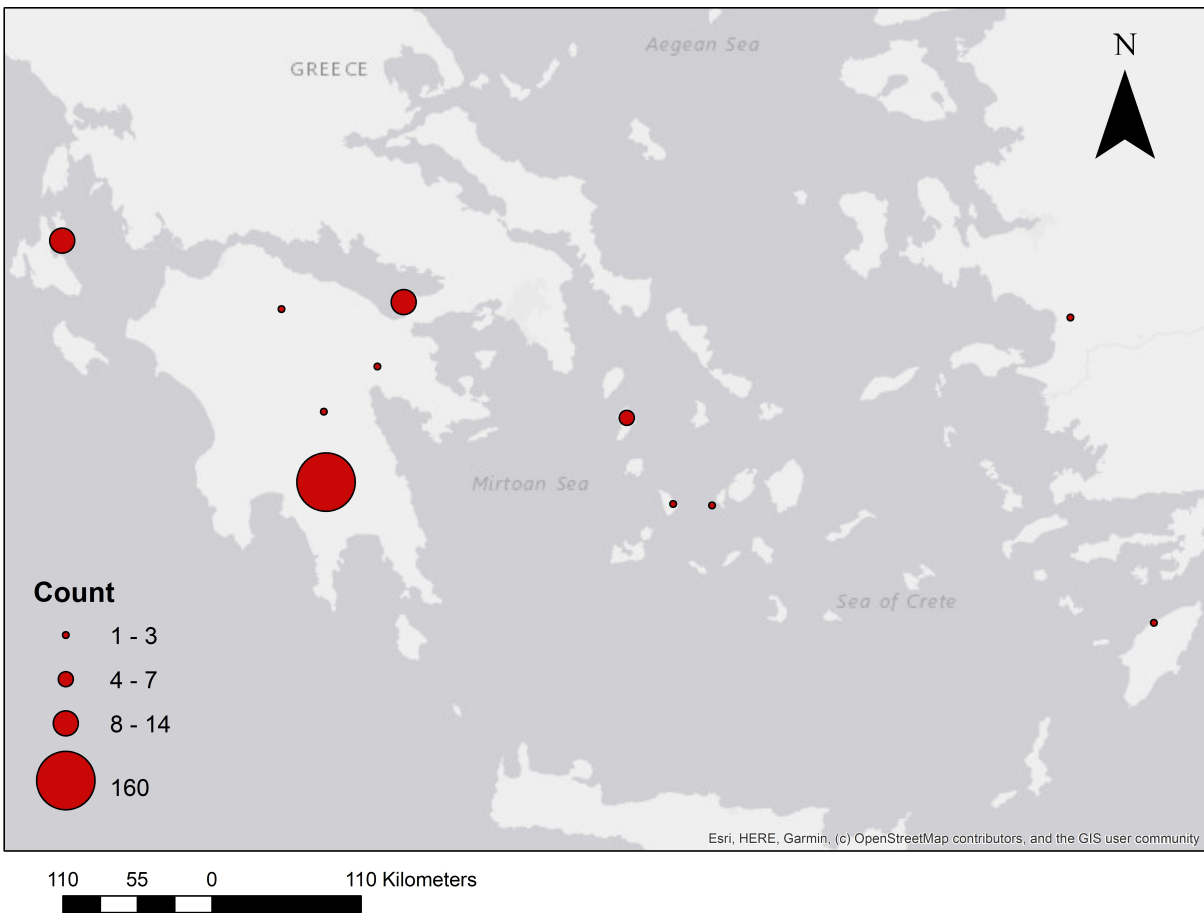 Aegean Sea
N
GREECE
Mirtoan Sea
Sea of Crete
Count
1 - 3
4 - 7
8 - 14
160
Esri, HERE, Garmin, (c) OpenStreetMap contributors, and the GIS user community
110 55 0 110 Kilometers